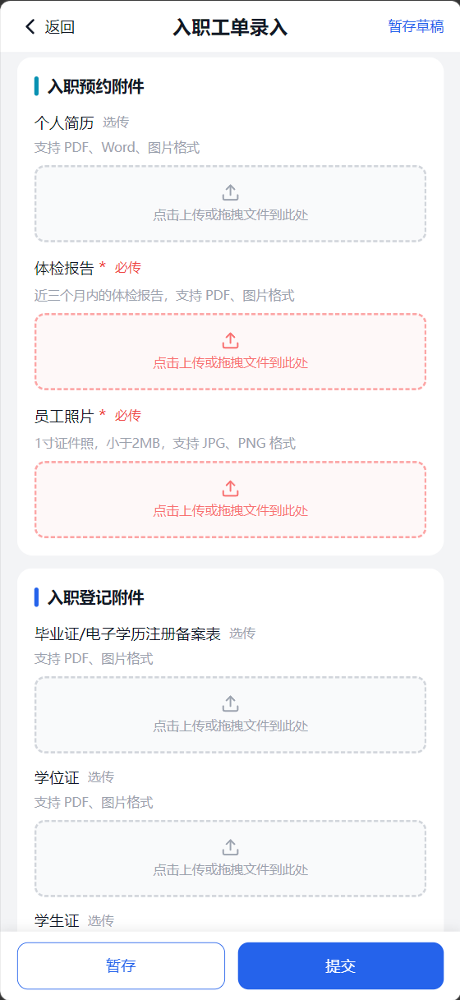 返回
入职工单录入
暂存草稿
入职预约附件
个人简历 选传
支持 PDF、Word、图片格式
点击上传或拖拽文件到此处
体检报告 * 必传
近三个月内的体检报告，支持 PDF、图片格式
点击上传或拖拽文件到此处
员工照片 * 必传
1寸证件照，小于2MB，支持 JPG、PNG 格式
点击上传或拖拽文件到此处
入职登记附件
毕业证/电子学历注册备案表 选传
支持 PDF、图片格式
点击上传或拖拽文件到此处
学位证 选传
支持 PDF、图片格式
点击上传或拖拽文件到此处
学生证 选传
暂存
提交